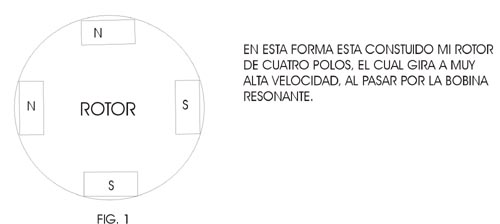 N
EN ESTA FORMA ESTA CONSTUIDO MI ROTOR
DE CUATRO POLOS, EL CUAL GIRA A MUY
ALTA VELOCIDAD, AL PASAR POR LA BOBINA
RESONANTE.
N
ROTOR
S
S
FIG. 1